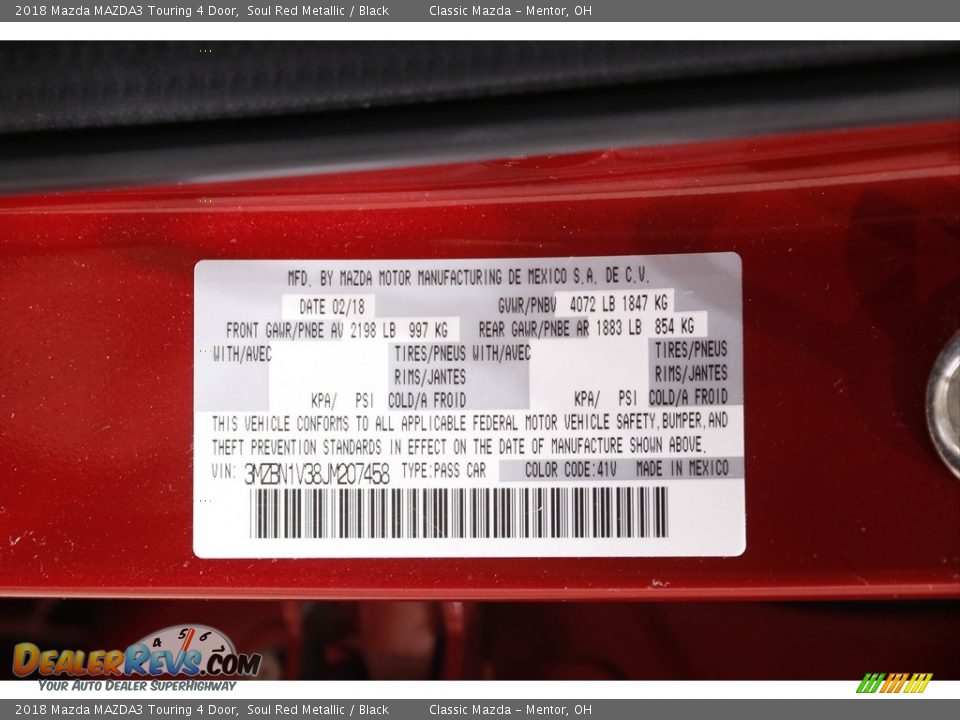 2018 Mazda MAZDA3 Touring 4 Door, Soul Red Metallic / Black Classic Mazda - Mentor, OH
MFD. BY MAZDA MOTOR MANUFACTURING DE MEXICO S.A. DE C.V.
DATE 02/18 GVWR/PNBV 4072 LB 1847 KG
FRONT GAWR/PNBE AV 2198 LB 997 KG REAR GAWR/PNBE AR 1883 LB 854 KG
WITH/AVEC TIRES/PNEUS WITH/AVEC TIRES/PNEUS
RIMS/JANTES RIMS/JANTES
KPA/ PSI COLD/A FROID KPA/ PSI COLD/A FROID
THIS VEHICLE CONFORMS TO ALL APPLICABLE FEDERAL MOTOR VEHICLE SAFETY,BUMPER,AND
THEFT PREVENTION STANDARDS IN EFFECT ON THE DATE OF MANUFACTURE SHOWN ABOVE.
VIN: 3MZBN1V38JM207458 TYPE:PASS CAR COLOR CODE:41V MADE IN MEXICO
4 5 6
DEALERREVS.COM
YOUR AUTO DEALER SUPERHIGHWAY
2018 Mazda MAZDA3 Touring 4 Door, Soul Red Metallic / Black Classic Mazda - Mentor, OH